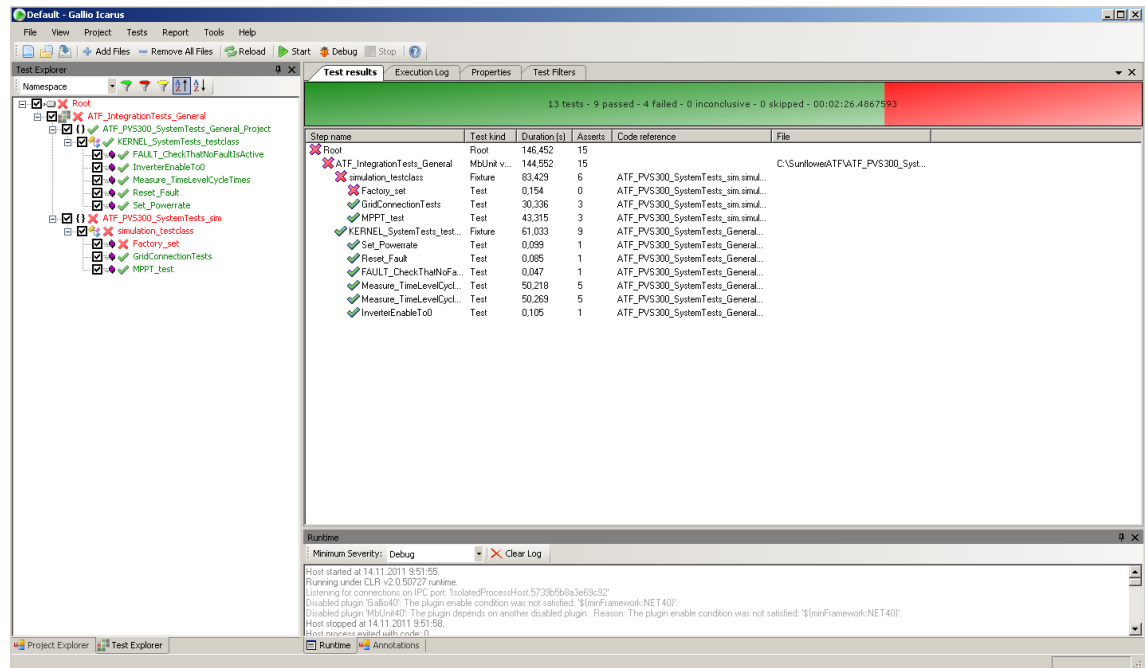 Default - Gallio Icarus
File View Project Tests Report Tools Help
Add Files Remove All Files Reload Start Debug Stop
Test Explorer
Namespace
Root
ATF_IntegrationTests_General
ATF_PVS300_SystemTests_General_Project
KERNEL_SystemTests_testclass
FAULT_CheckThatNoFaultIsActive
InverterEnableTo0
Measure_TimeLevelCycleTimes
Reset_Fault
Set_Powerrate
ATF_PVS300_SystemTests_sim
simulation_testclass
Factory_set
GridConnectionTests
MPPT_test
Project Explorer Test Explorer
Test results Execution Log Properties Test Filters
13 tests - 9 passed - 4 failed - 0 inconclusive - 0 skipped - 00:02:26.4867593
Step name Test kind Duration (s) Asserts Code reference File
Root Root 146,452 15
ATF_IntegrationTests_General MbUnit v... 144,552 15 C:\SunflowerATF\ATF_PVS300_Syst...
simulation_testclass Fixture 83,429 6 ATF_PVS300_SystemTests_sim.simul...
Factory_set Test 0,154 0 ATF_PVS300_SystemTests_sim.simul...
GridConnectionTests Test 30,336 3 ATF_PVS300_SystemTests_sim.simul...
MPPT_test Test 43,315 3 ATF_PVS300_SystemTests_sim.simul...
KERNEL_SystemTests_test... Fixture 61,033 9 ATF_PVS300_SystemTests_General...
Set_Powerrate Test 0,099 1 ATF_PVS300_SystemTests_General...
Reset_Fault Test 0,085 1 ATF_PVS300_SystemTests_General...
FAULT_CheckThatNoFa... Test 0,047 1 ATF_PVS300_SystemTests_General...
Measure_TimeLevelCycl... Test 50,218 5 ATF_PVS300_SystemTests_General...
Measure_TimeLevelCycl... Test 50,269 5 ATF_PVS300_SystemTests_General...
InverterEnableTo0 Test 0,105 1 ATF_PVS300_SystemTests_General...
Runtime
Minimum Severity: Debug Clear Log
Host started at 14.11.2011 9:51:55.
Running under CLR v2.0.50727 runtime.
Listening for connections on IPC port: 'IsolatedProcessHost.5739b5b8a3e69c92'
Disabled plugin 'Gallio40': The plugin enable condition was not satisfied: '${minFramework:NET40}'.
Disabled plugin 'MbUnit40': The plugin depends on another disabled plugin. Reason: The plugin enable condition was not satisfied: '${minFramework:NET40}'.
Host stopped at 14.11.2011 9:51:58.
Host process exited with code: 0
Runtime Annotations